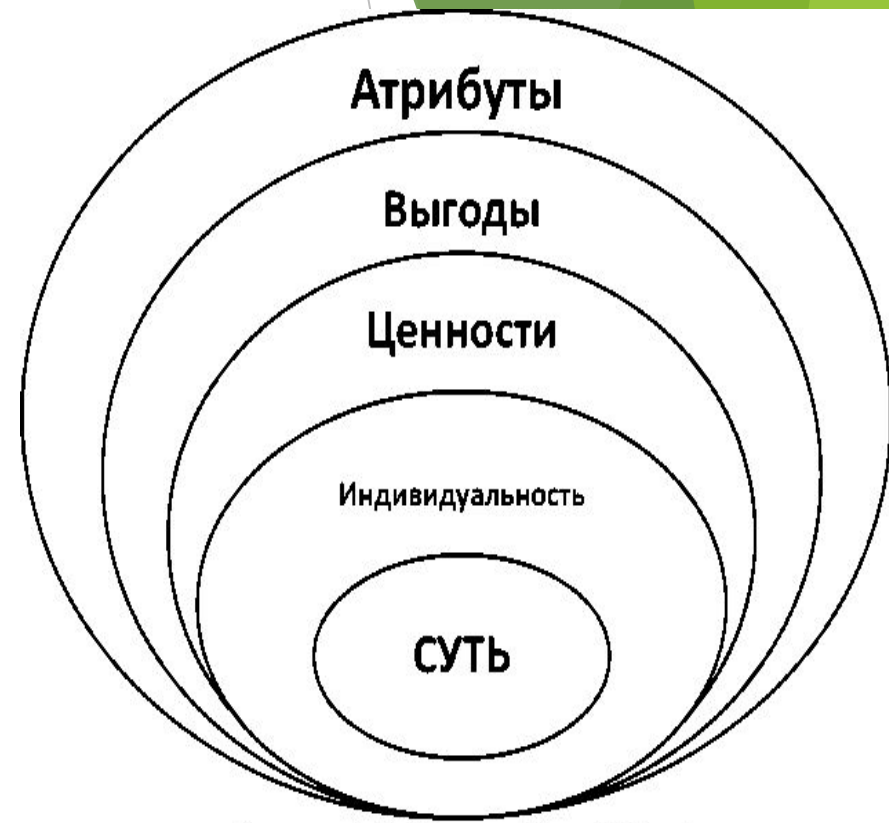 Атрибуты
Выгоды
Ценности
Индивидуальность
СУТЬ